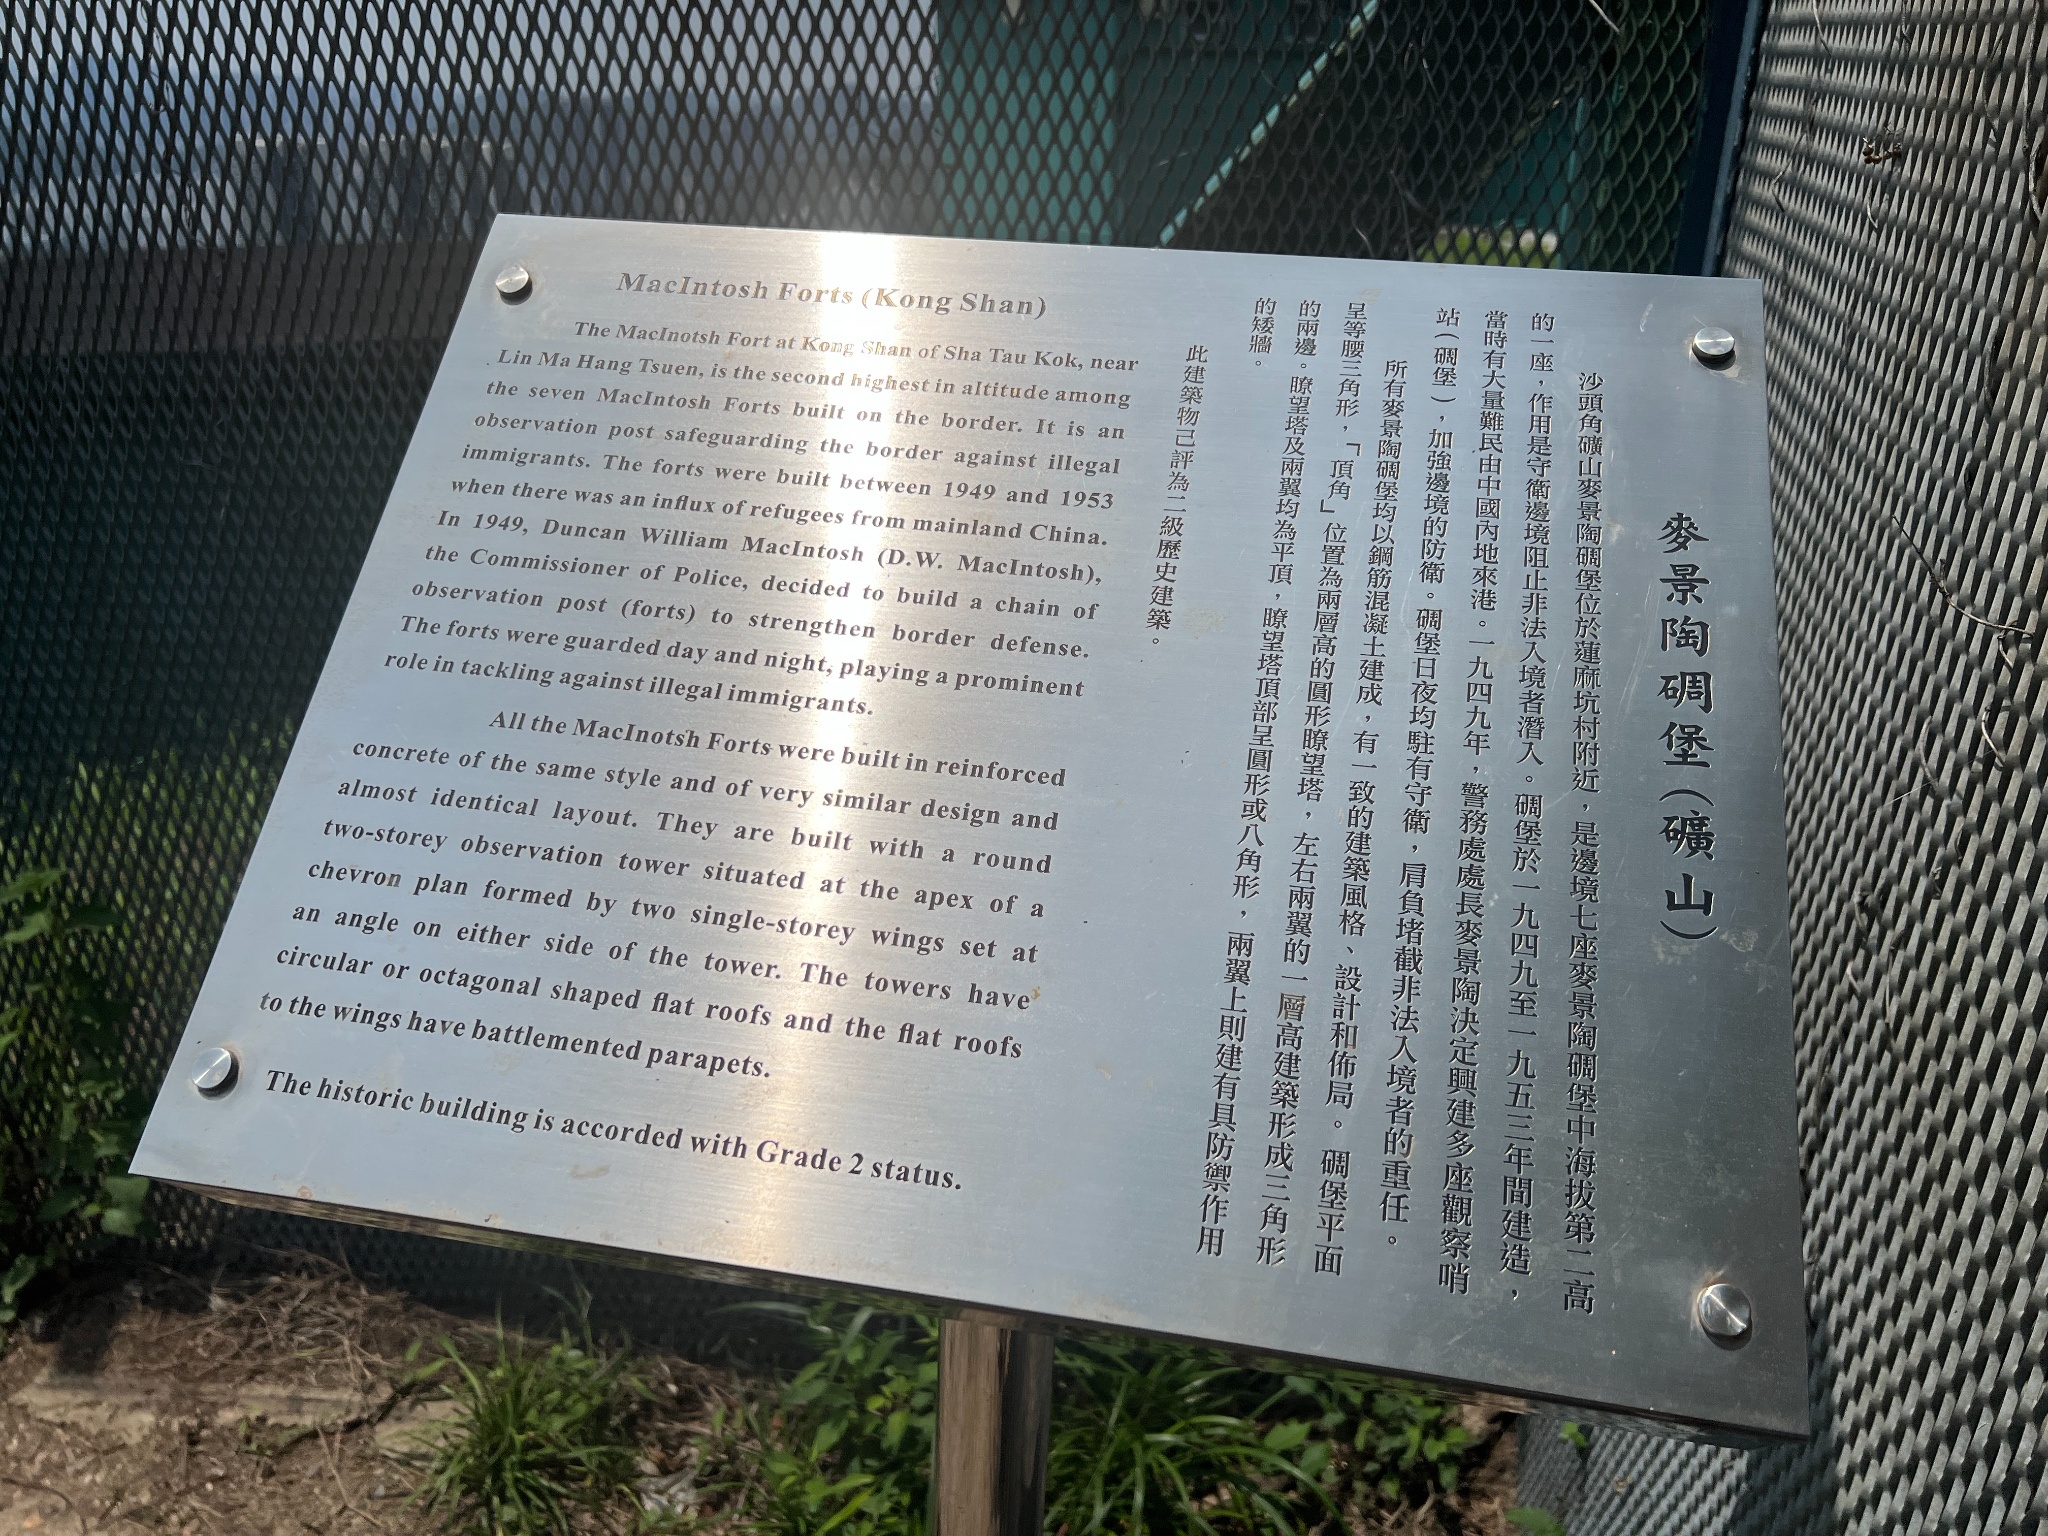 MacIntosh Forts (Kong Shan)
The MacInotsh Fort at Kong Shan of Sha Tau Kok, near
Lin Ma Hang Tsuen, is the second highest in altitude among
the seven MacIntosh Forts built on the border. It is an
observation post safeguarding the border against illegal
immigrants. The forts were built between 1949 and 1953
when there was an influx of refugees from mainland China.
In 1949, Duncan William MacIntosh (D.W. MacIntosh),
the Commissioner of Police, decided to build a chain of
observation post (forts) to strengthen border defense.
The forts were guarded day and night, playing a prominent
role in tackling against illegal immigrants.
All the MacInotsh Forts were built in reinforced
concrete of the same style and of very similar design and
almost identical layout. They are built with a round
two-storey observation tower situated at the apex of a
chevron plan formed by two single-storey wings set at
an angle on either side of the tower. The towers have
circular or octagonal shaped flat roofs and the flat roofs
to the wings have battlemented parapets.
The historic building is accorded with Grade 2 status.
麥景陶碉堡（礦山）
沙頭角礦山麥景陶碉堡位於蓮麻坑村附近，是邊境七座麥景陶碉堡中海拔第二高
的一座，作用是守衛邊境阻止非法入境者潛入。碉堡於一九四九至一九五三年間建造，
當時有大量難民由中國內地來港。一九四九年，警務處處長麥景陶決定興建多座觀察哨
站（碉堡），加強邊境的防衛。碉堡日夜均駐有守衛，肩負堵截非法入境者的重任。
所有麥景陶碉堡均以鋼筋混凝土建成，有一致的建築風格、設計和佈局。碉堡平面
呈等腰三角形，「頂角」位置為兩層高的圓形瞭望塔，左右兩翼的一層高建築形成三角形
的兩邊。瞭望塔及兩翼均為平頂，瞭望塔頂部呈圓形或八角形，兩翼上則建有具防禦作用
的矮牆。
此建築物己評為二級歷史建築。